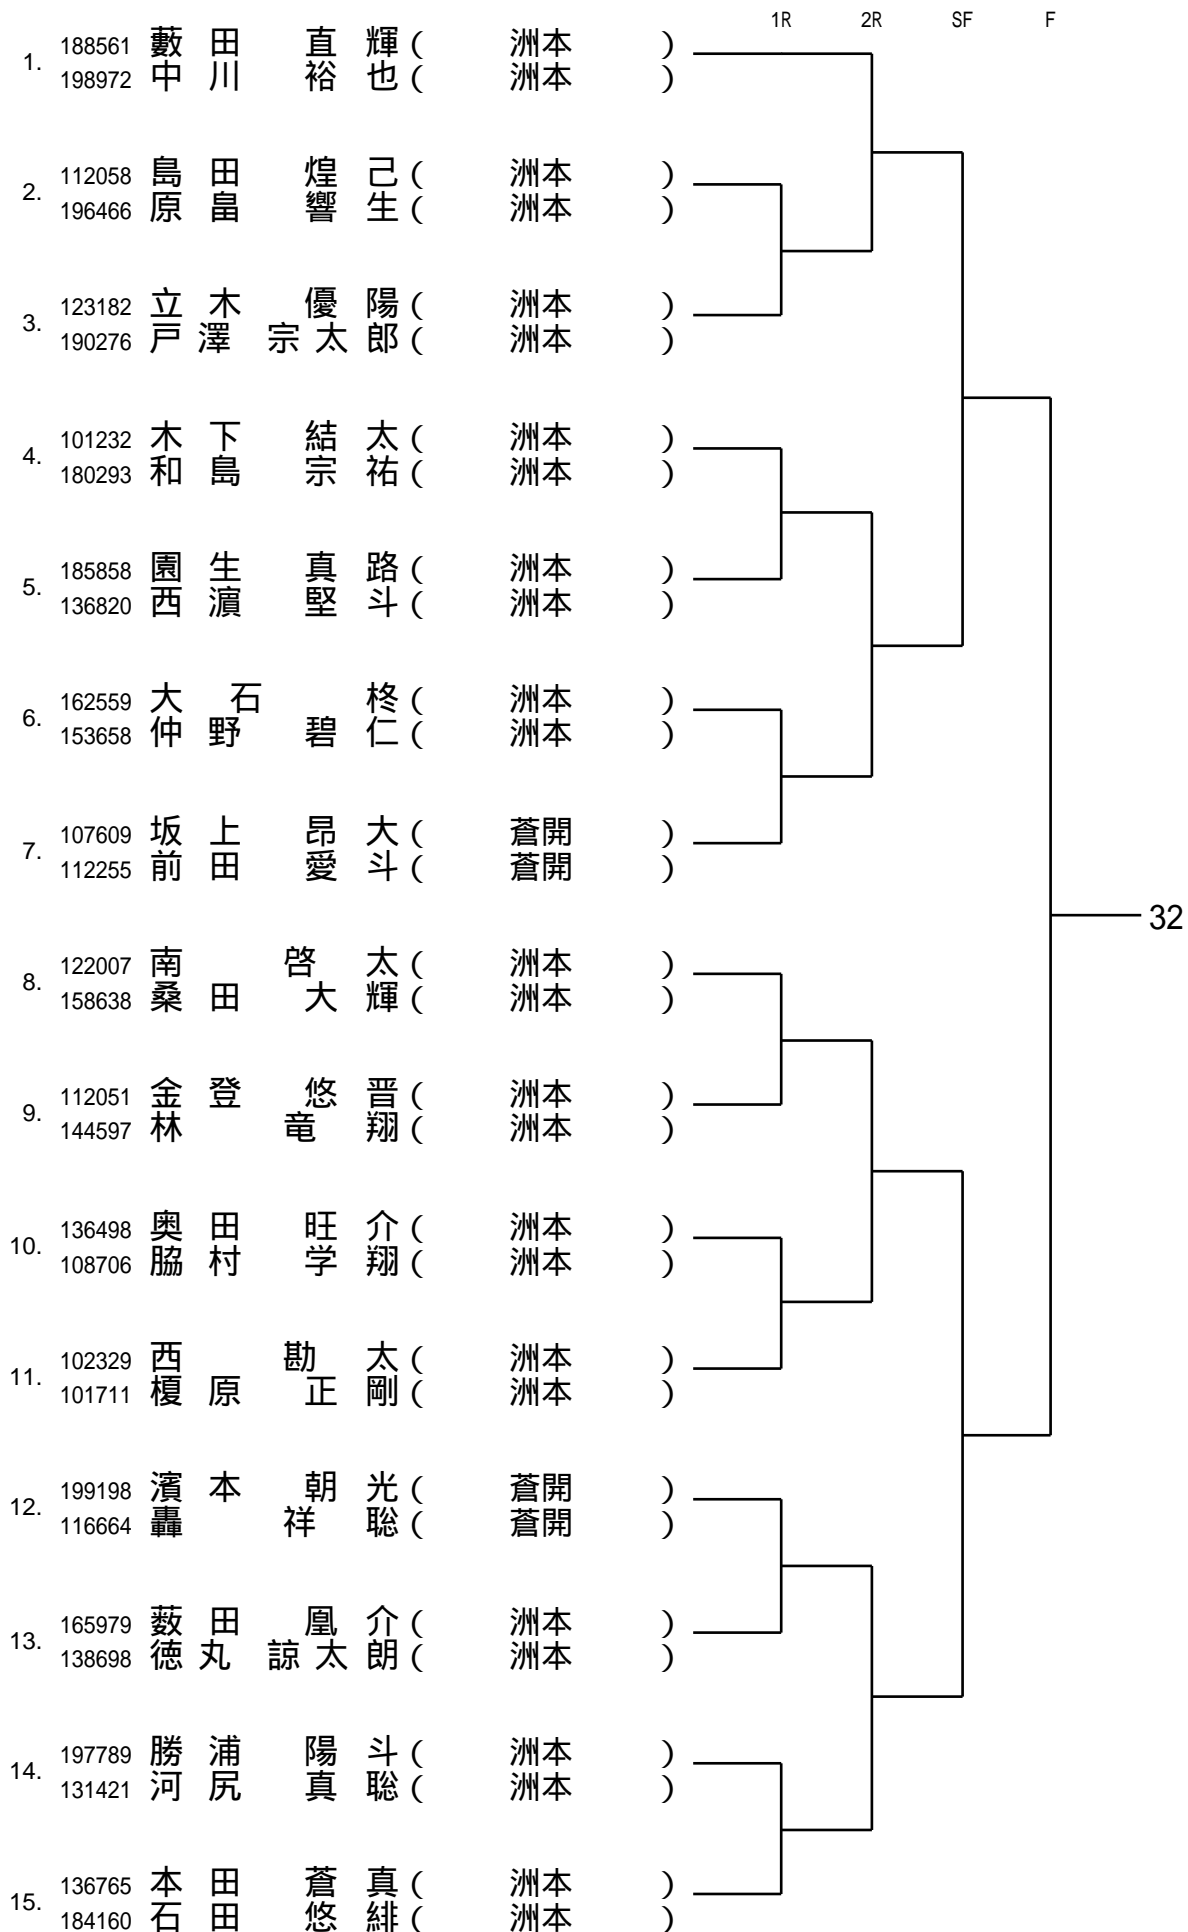 1R 2R SF F
1. 188561 藪田 直輝( 洲本 )
198972 中川 裕也( 洲本 )
2. 112058 島田 煌己( 洲本 )
196466 原畠 響生( 洲本 )
3. 123182 立木 優陽( 洲本 )
190276 戸澤 宗太郎( 洲本 )
4. 101232 木下 結太( 洲本 )
180293 和島 宗祐( 洲本 )
5. 185858 園生 真路( 洲本 )
136820 西濵 堅斗( 洲本 )
6. 162559 大石 柊( 洲本 )
153658 仲野 碧仁( 洲本 )
7. 107609 坂上 昂大( 蒼開 )
112255 前田 愛斗( 蒼開 )
32
8. 122007 南 啓太( 洲本 )
158638 桑田 大輝( 洲本 )
9. 112051 金登 悠晋( 洲本 )
144597 林 竜翔( 洲本 )
10. 136498 奥田 旺介( 洲本 )
108706 脇村 学翔( 洲本 )
11. 102329 西 勘太( 洲本 )
101711 榎原 正剛( 洲本 )
12. 199198 濱本 朝光( 蒼開 )
116664 轟 祥聡( 蒼開 )
13. 165979 薮田 凰介( 洲本 )
138698 徳丸 諒太朗( 洲本 )
14. 197789 勝浦 陽斗( 洲本 )
131421 河尻 真聡( 洲本 )
15. 136765 本田 蒼真( 洲本 )
184160 石田 悠緋( 洲本 )